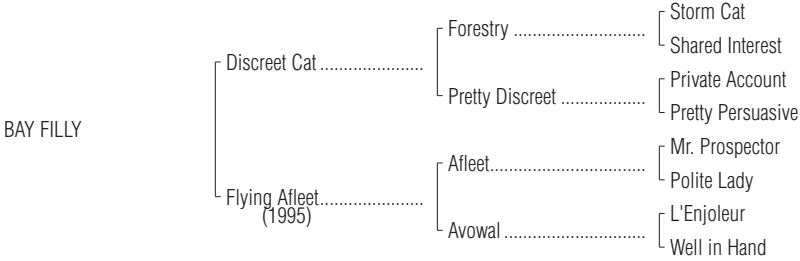 Storm Cat
Forestry ............................
Shared Interest
Discreet Cat ......................
Private Account
Pretty Discreet ..................
Pretty Persuasive
BAY FILLY
Mr. Prospector
Afleet.................................
Polite Lady
Flying Afleet......................
(1995)
L'Enjoleur
Avowal ..............................
Well in Hand